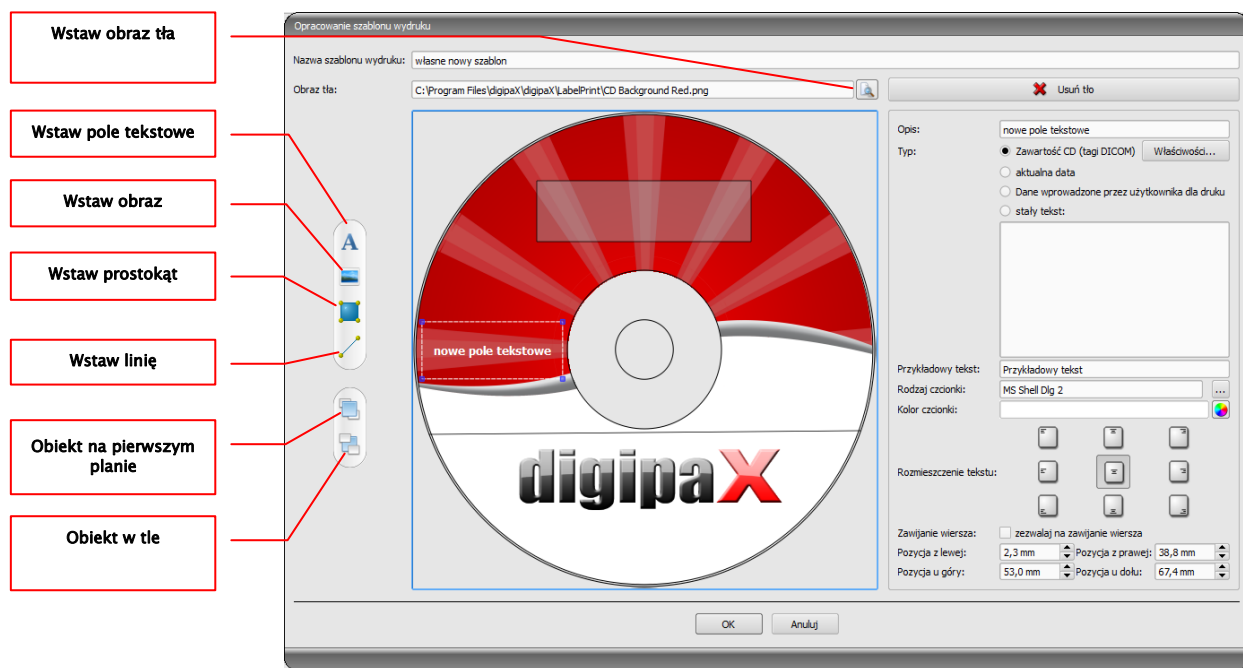 Wstaw obraz tła
Wstaw pole tekstowe
Wstaw obraz
Wstaw prostokąt
Wstaw linię
Obiekt na pierwszym
planie
Obiekt w tle
Opracowanie szablonu wydruku
Nazwa szablonu wydruku: własne nowy szablon
Obraz tła: C:\Program Files\digipaX\digipaX\LabelPrint\CD Background Red.png
Usuń tło
A
nowe pole tekstowe
digipaX
Opis: nowe pole tekstowe
Typ: Zawartość CD (tagi DICOM) Właściwości...
aktualna data
Dane wprowadzone przez użytkownika dla druku
stały tekst:
Przykładowy tekst: Przykładowy tekst
Rodzaj czcionki: MS Shell Dlg 2 ...
Kolor czcionki:
Rozmieszczenie tekstu:
Zawijanie wiersza: zezwalaj na zawijanie wiersza
Pozycja z lewej: 2,3 mm Pozycja z prawej: 38,8 mm
Pozycja u góry: 53,0 mm Pozycja u dołu: 67,4 mm
OK Anuluj